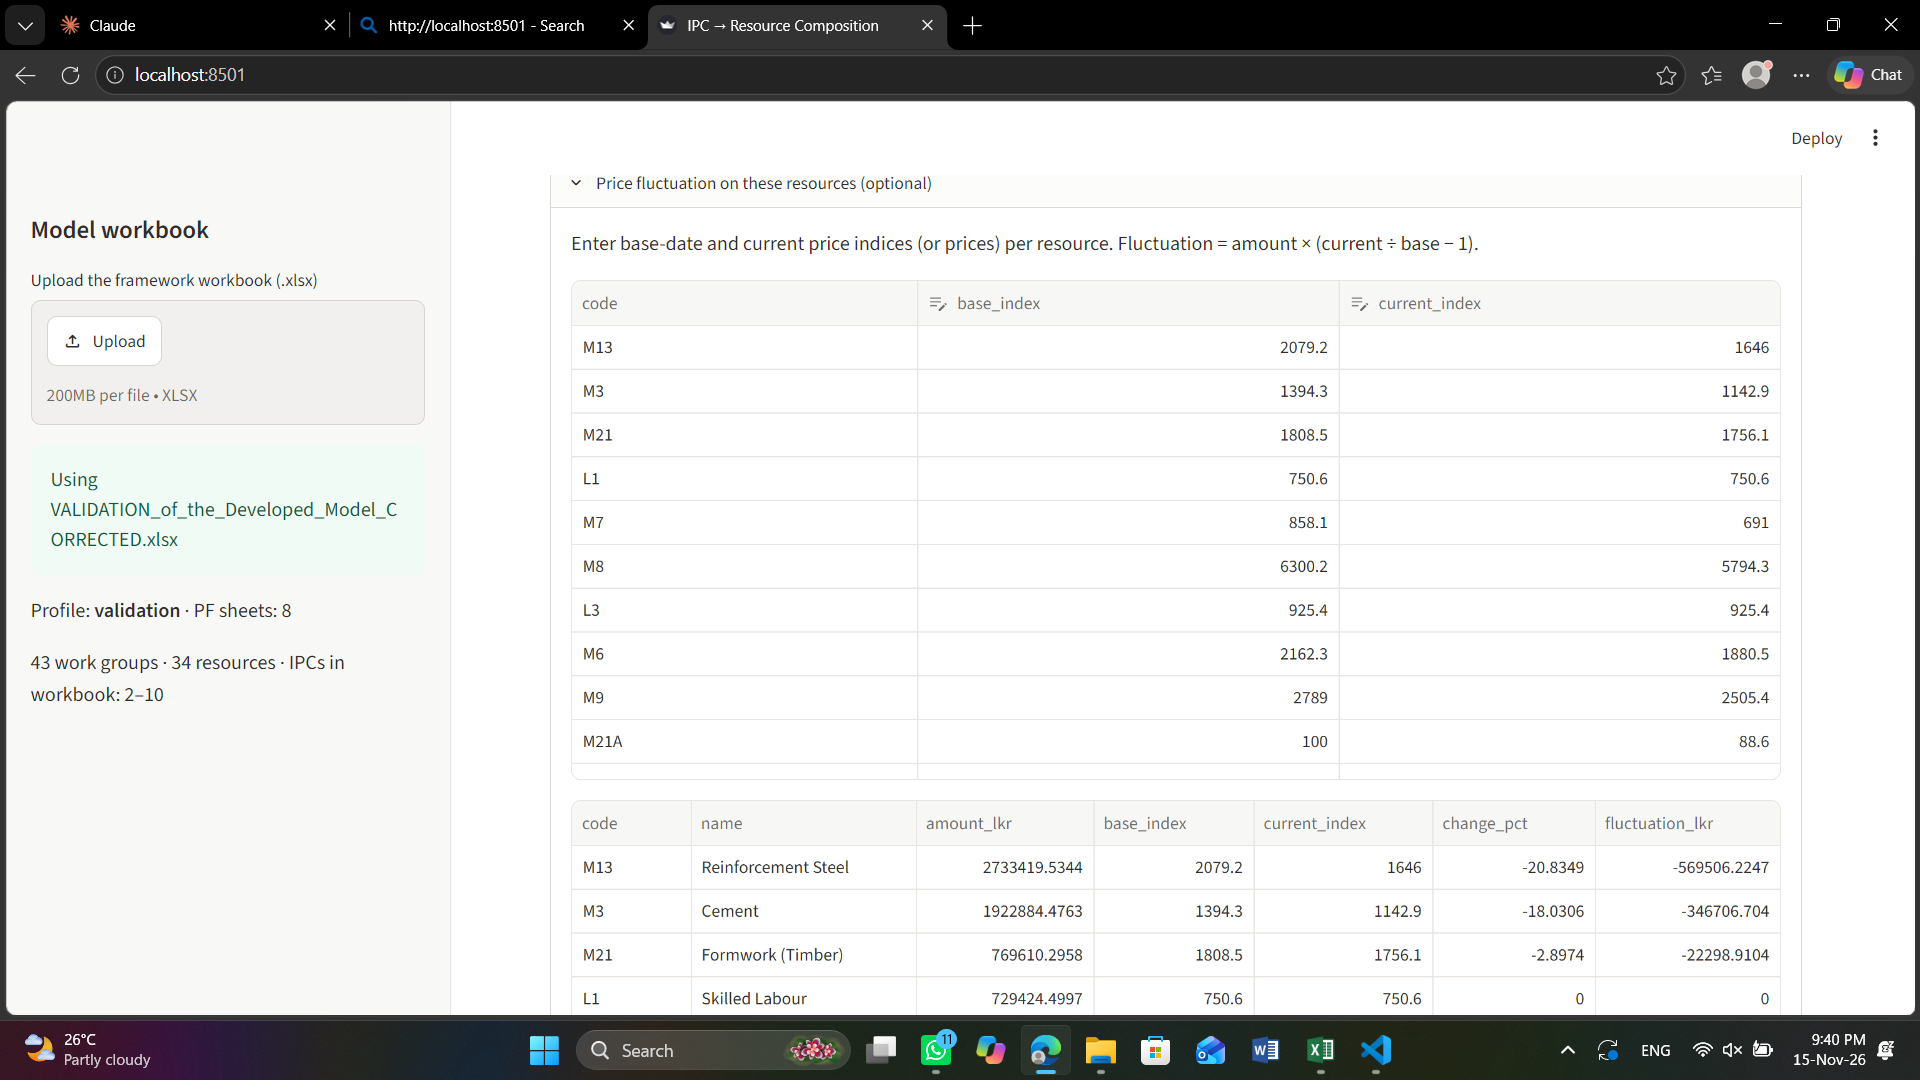 Claude
http://localhost:8501 - Search
IPC → Resource Composition
localhost:8501
Chat
Deploy
Model workbook
Upload the framework workbook (.xlsx)
Upload
200MB per file • XLSX
Using
VALIDATION_of_the_Developed_Model_C
ORRECTED.xlsx
Profile: validation · PF sheets: 8
43 work groups · 34 resources · IPCs in
workbook: 2–10
Price fluctuation on these resources (optional)
Enter base-date and current price indices (or prices) per resource. Fluctuation = amount × (current ÷ base − 1).
code base_index current_index
M13 2079.2 1646
M3 1394.3 1142.9
M21 1808.5 1756.1
L1 750.6 750.6
M7 858.1 691
M8 6300.2 5794.3
L3 925.4 925.4
M6 2162.3 1880.5
M9 2789 2505.4
M21A 100 88.6
code name amount_lkr base_index current_index change_pct fluctuation_lkr
M13 Reinforcement Steel 2733419.5344 2079.2 1646 -20.8349 -569506.2247
M3 Cement 1922884.4763 1394.3 1142.9 -18.0306 -346706.704
M21 Formwork (Timber) 769610.2958 1808.5 1756.1 -2.8974 -22298.9104
L1 Skilled Labour 729424.4997 750.6 750.6 0 0
26°C
Partly cloudy
Search
11
ENG
9:40 PM
15-Nov-26